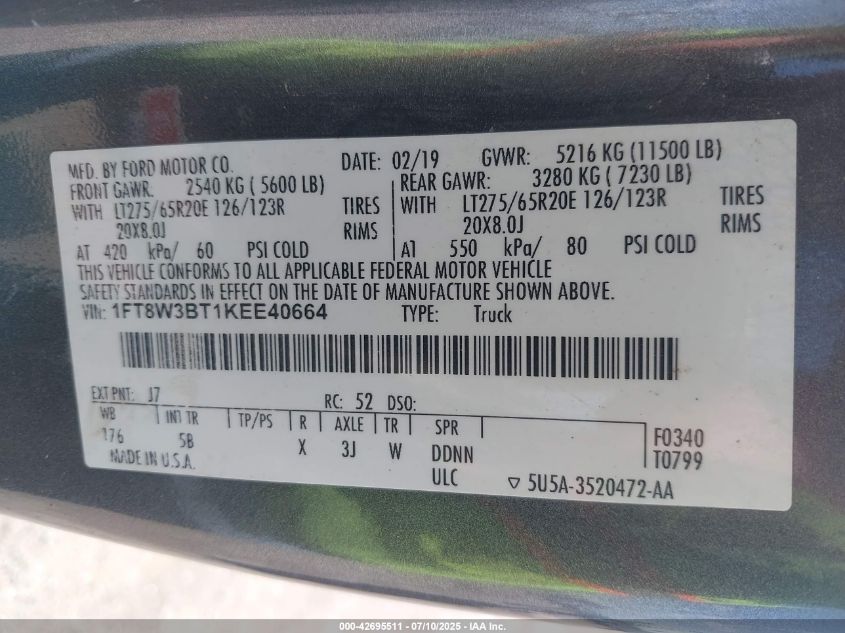 MFD. BY FORD MOTOR CO. DATE: 02/19 GVWR: 5216 KG (11500 LB)
FRONT GAWR: 2540 KG ( 5600 LB) REAR GAWR: 3280 KG ( 7230 LB)
WITH LT275/65R20E 126/123R TIRES WITH LT275/65R20E 126/123R TIRES
20X8.0J RIMS 20X8.0J RIMS
AT 420 kPa/ 60 PSI COLD AT 550 kPa/ 80 PSI COLD
THIS VEHICLE CONFORMS TO ALL APPLICABLE FEDERAL MOTOR VEHICLE
SAFETY STANDARDS IN EFFECT ON THE DATE OF MANUFACTURE SHOWN ABOVE.
VIN: 1FT8W3BT1KEE40664 TYPE: Truck
EXT PNT: J7 RC: 52 DSO:
WB INT TR TP/PS R AXLE TR SPR
176 5B X 3J W DDNN F0340
MADE IN U.S.A. ULC T0799
▽ 5U5A-3520472-AA
000-42695511 - 07/10/2025 - IAA Inc.